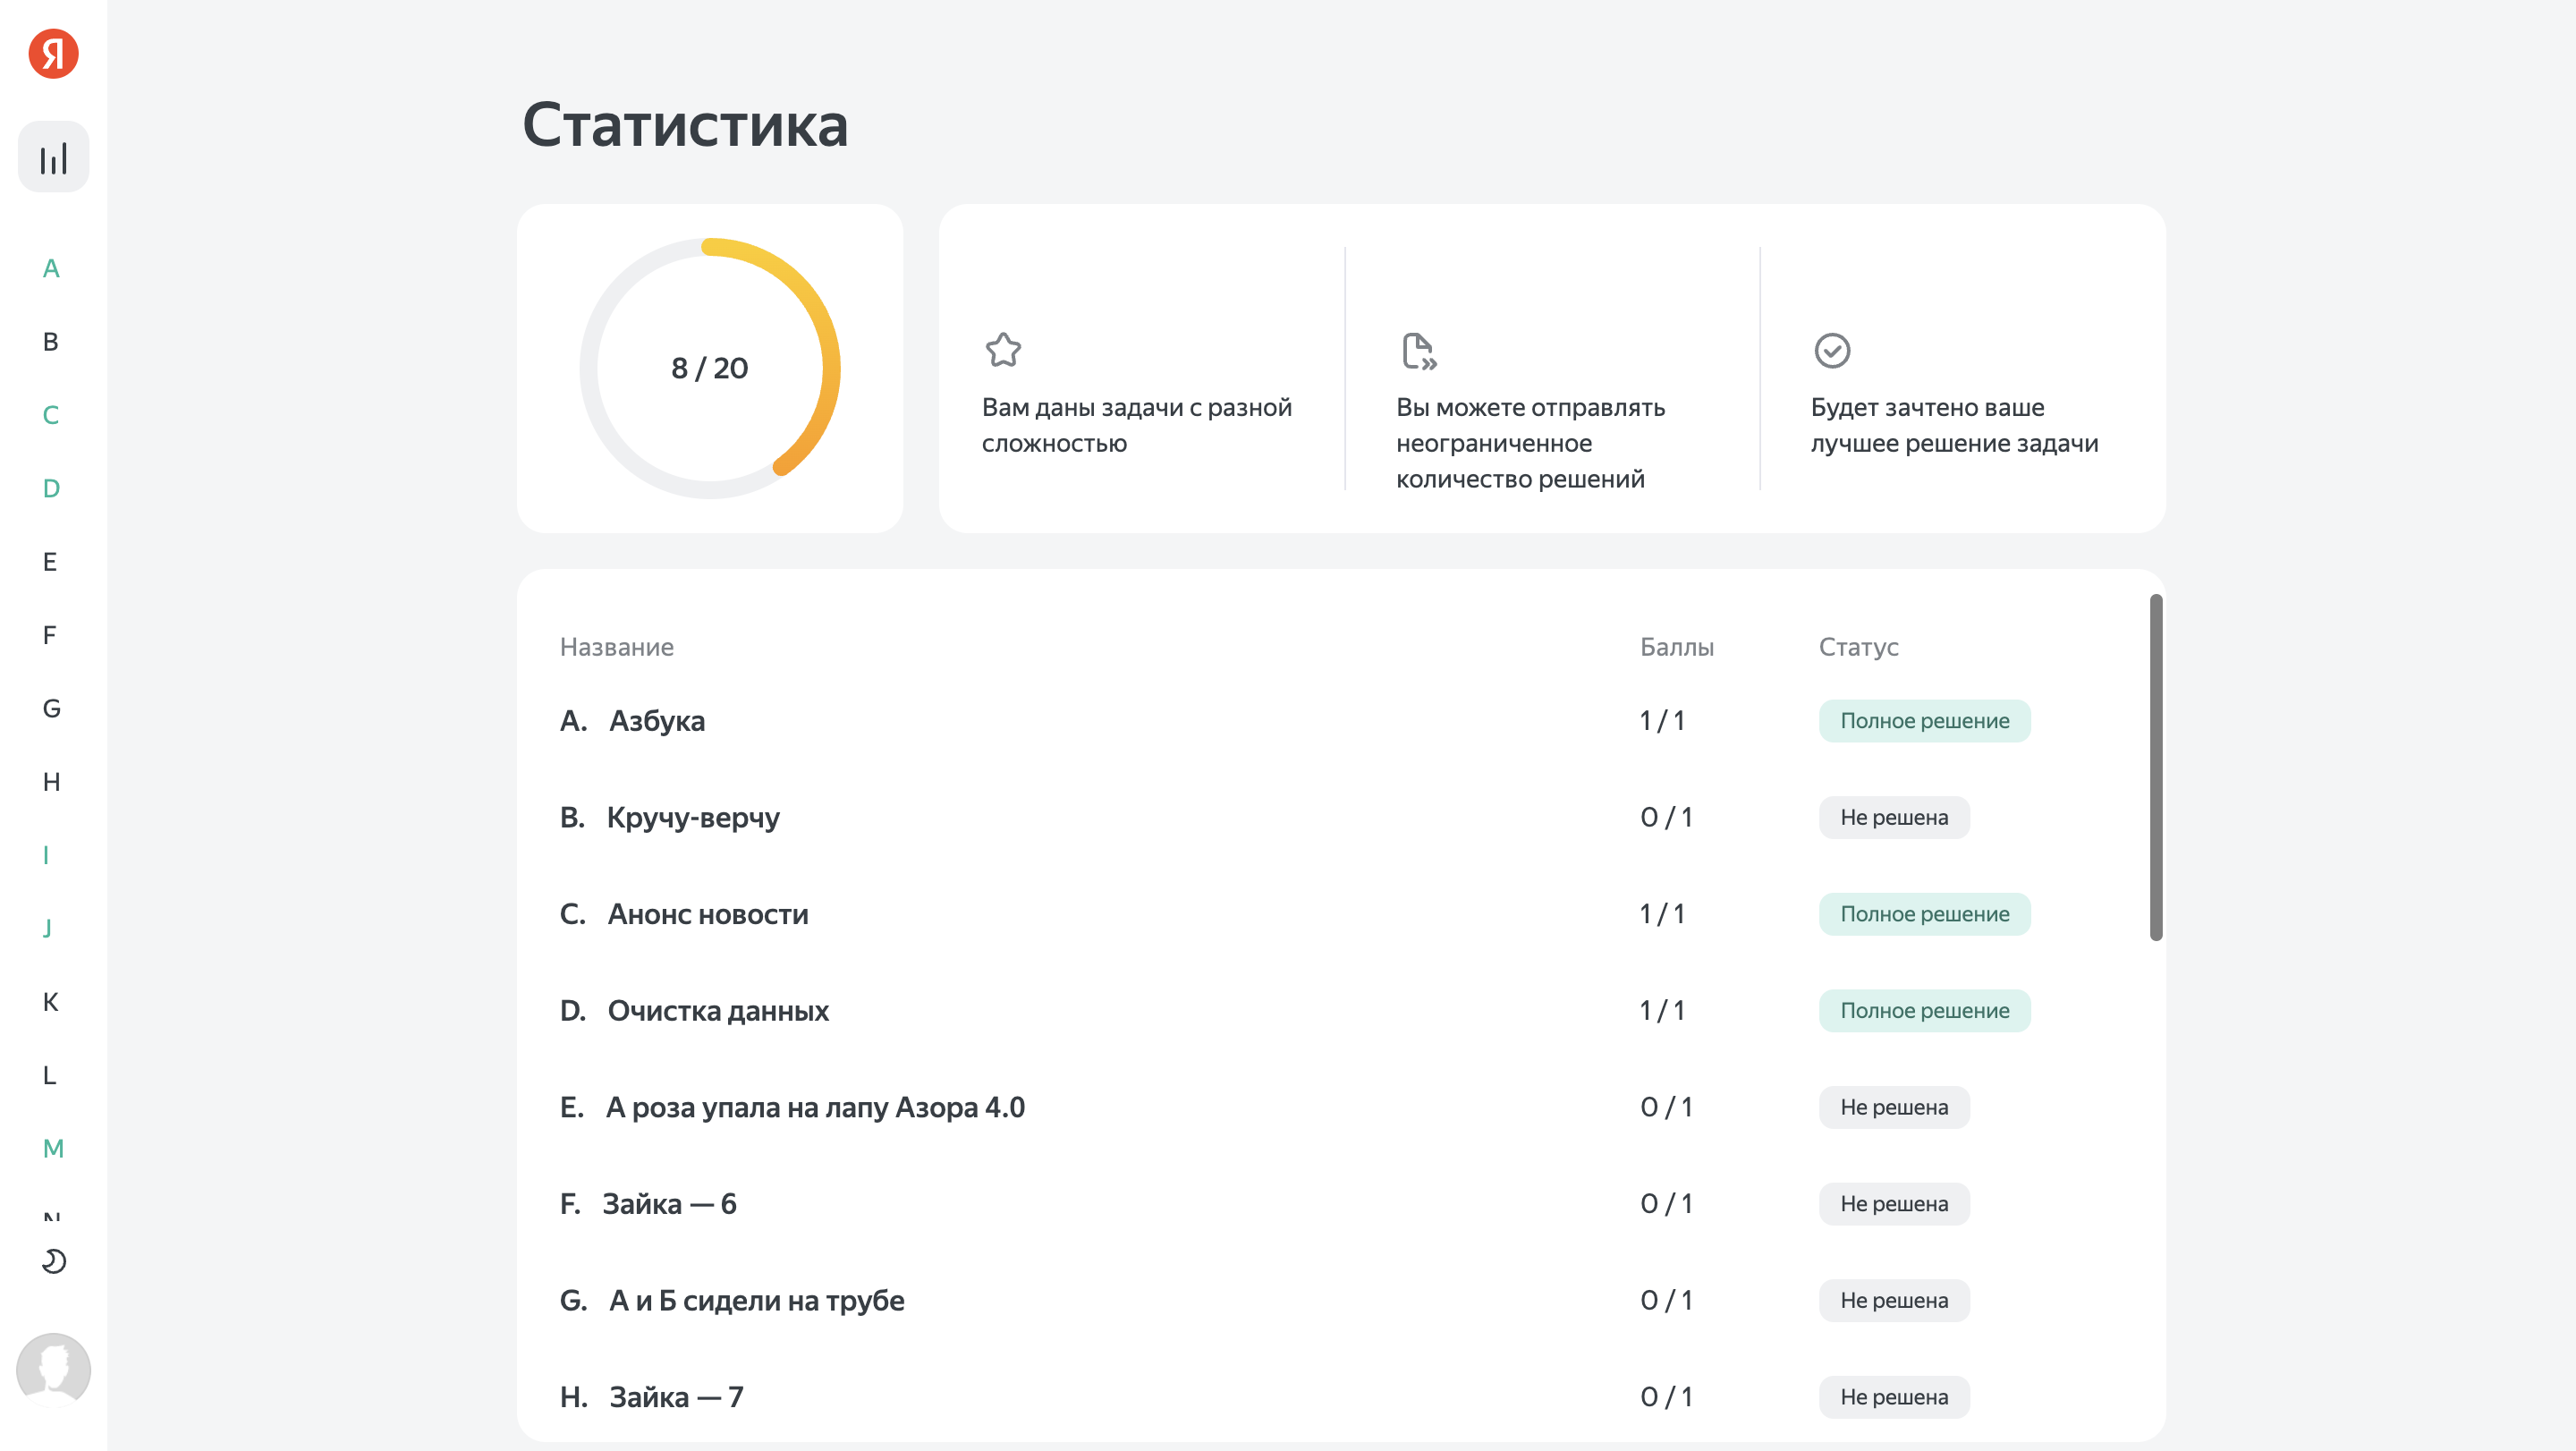 Я
A
B
C
D
E
F
G
H
I
J
K
L
M
N
Статистика
8 / 20
Вам даны задачи с разной
сложностью
Вы можете отправлять
неограниченное
количество решений
Будет зачтено ваше
лучшее решение задачи
Название Баллы Статус
A. Азбука 1 / 1 Полное решение
B. Кручу-верчу 0 / 1 Не решена
C. Анонс новости 1 / 1 Полное решение
D. Очистка данных 1 / 1 Полное решение
E. А роза упала на лапу Азора 4.0 0 / 1 Не решена
F. Зайка — 6 0 / 1 Не решена
G. А и Б сидели на трубе 0 / 1 Не решена
H. Зайка — 7 0 / 1 Не решена